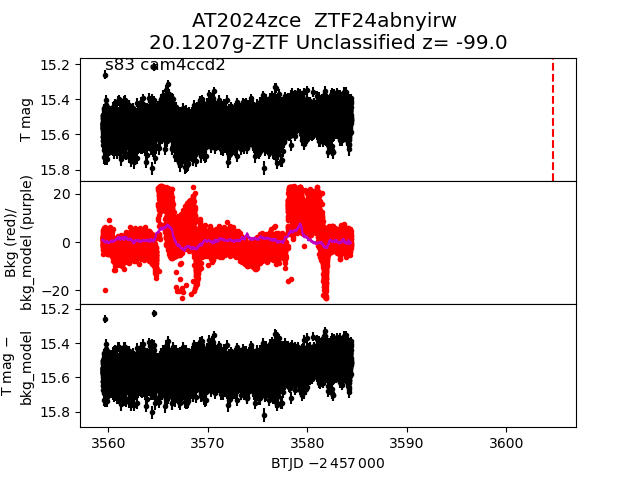 AT2024zce  ZTF24abnyirw
20.1207g-ZTF Unclassified z= -99.0
s83 cam4ccd2
15.2
15.4
15.6
15.8
T mag
20
0
−20
Bkg (red)/
bkg_model (purple)
15.2
15.4
15.6
15.8
T mag −
bkg_model
3560 3570 3580 3590 3600
BTJD −2 457 000